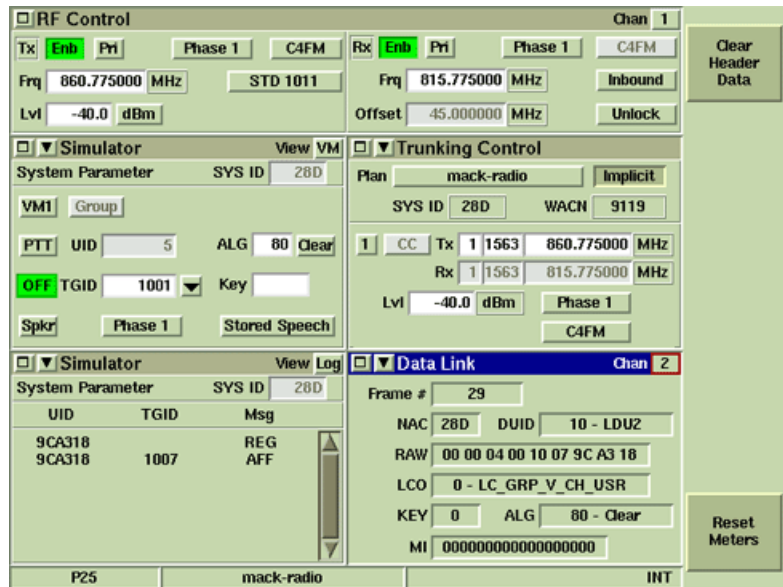 RF Control Chan 1
Tx Enb Pri Phase 1 C4FM
Frq 860.775000 MHz STD 1011
Lvl -40.0 dBm
Rx Enb Pri Phase 1 C4FM
Frq 815.775000 MHz Inbound
Offset 45.000000 MHz Unlock
Clear
Header
Data
Simulator View VM
System Parameter SYS ID 28D
VM1 Group
PTT UID 5 ALG 80 Clear
OFF TGID 1001 Key
Spkr Phase 1 Stored Speech
Trunking Control
Plan mack-radio Implicit
SYS ID 28D WACN 9119
1 CC Tx 1 1563 860.775000 MHz
Rx 1 1563 815.775000 MHz
Lvl -40.0 dBm Phase 1
C4FM
Simulator View Log
System Parameter SYS ID 28D
UID TGID Msg
9CA318 REG
9CA318 1007 AFF
Data Link Chan 2
Frame # 29
NAC 28D DUID 10 - LDU2
RAW 00 00 04 00 10 07 9C A3 18
LCO 0 - LC_GRP_V_CH_USR
KEY 0 ALG 80 - Clear
MI 000000000000000000
Reset
Meters
P25 mack-radio INT